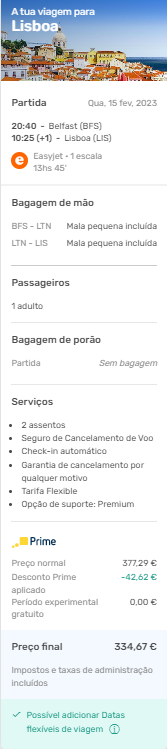 A tua viagem para
Lisboa
Partida
Qua, 15 fev. 2023
20:40 - Belfast (BFS)
10:25 (+1) - Lisboa (LIS)
Easyjet • 1 escala
13hs 45'
Bagagem de mão
BFS - LTN Mala pequena incluída
LTN - LIS Mala pequena incluída
Passageiros
1 adulto
Bagagem de porão
Partida Sem bagagem
Serviços
• 2 assentos
• Seguro de Cancelamento de Voo
• Check-in automático
• Garantia de cancelamento por
qualquer motivo
• Tarifa Flexible
• Opção de suporte: Premium
Prime
Preço normal 377,29 €
Desconto Prime -42,62 €
aplicado
Período experimental 0,00 €
gratuito
Preço final 334,67 €
Impostos e taxas de administração
incluídos
Possível adicionar Datas
flexíveis de viagem